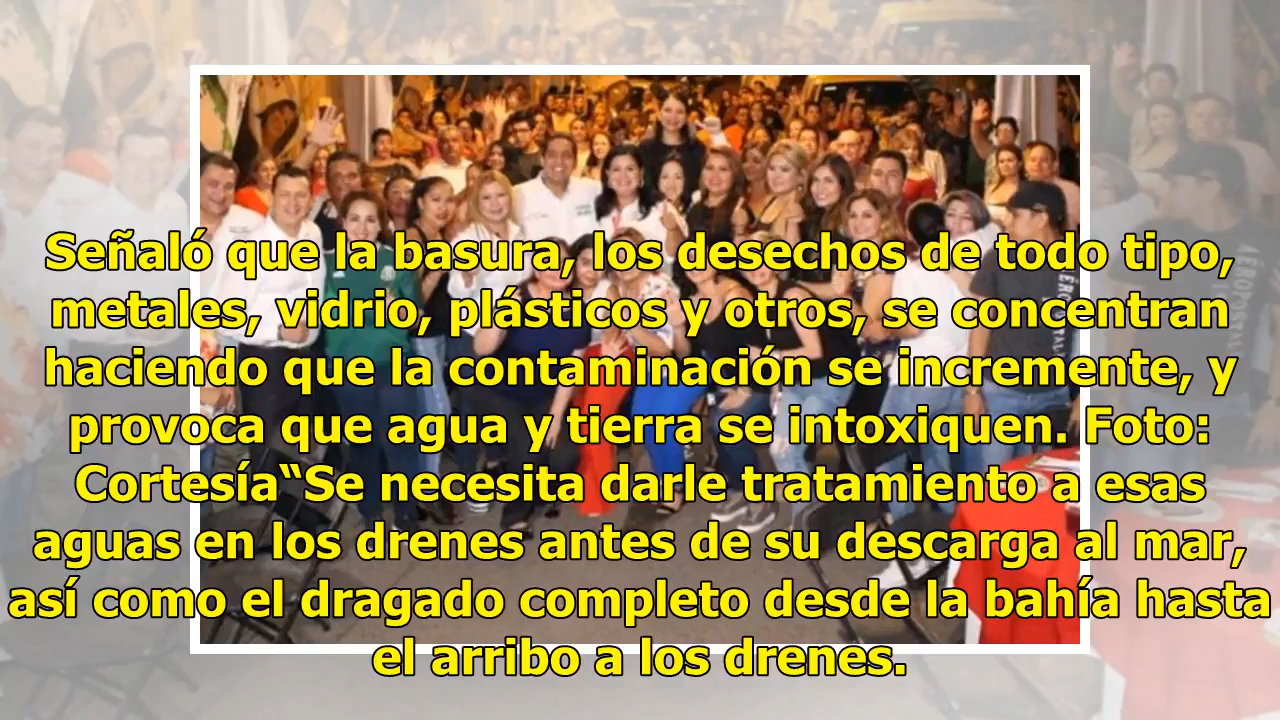 Señaló que la basura, los desechos de todo tipo,
metales, vidrio, plásticos y otros, se concentran
haciendo que la contaminación se incremente, y
provoca que agua y tierra se intoxiquen. Foto:
Cortesía“Se necesita darle tratamiento a esas
aguas en los drenes antes de su descarga al mar,
así como el dragado completo desde la bahía hasta
el arribo a los drenes.
AÉROPOSTAL